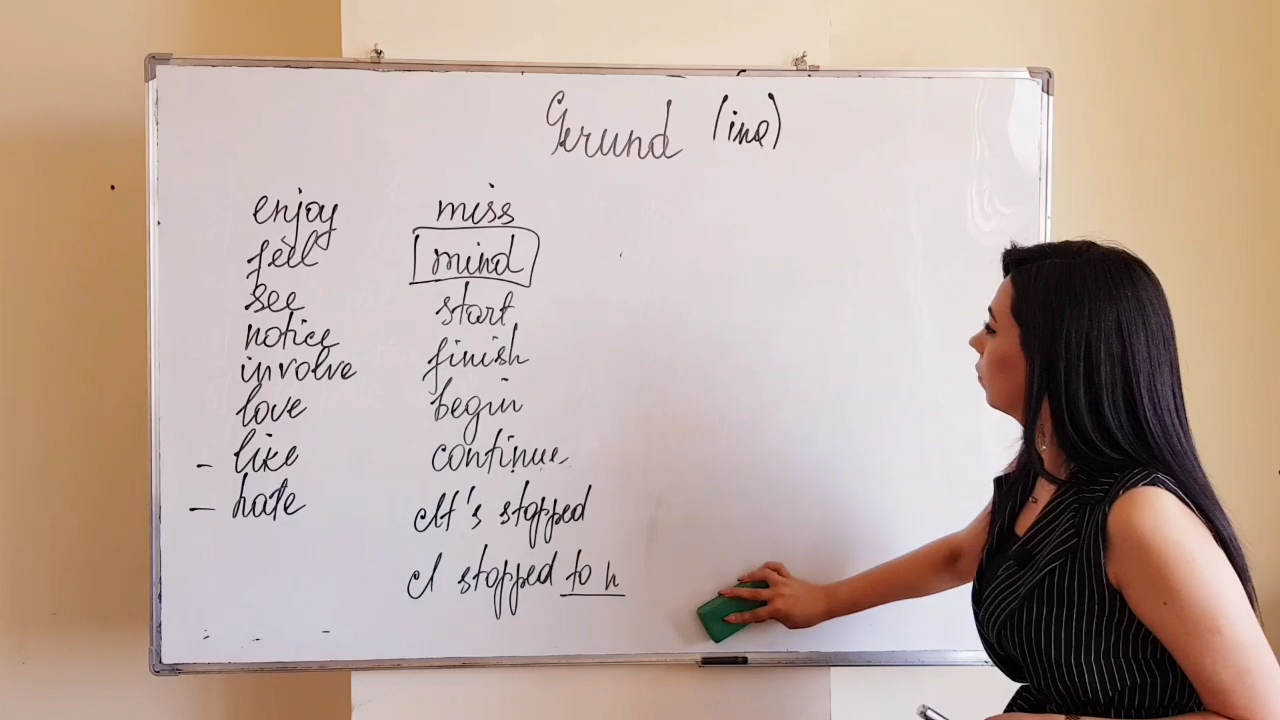 Gerund (ing)
enjoy
feel
see
notice
involve
love
- like
- hate
miss
mind
start
finish
begin
continue
It's stopped
I stopped to h